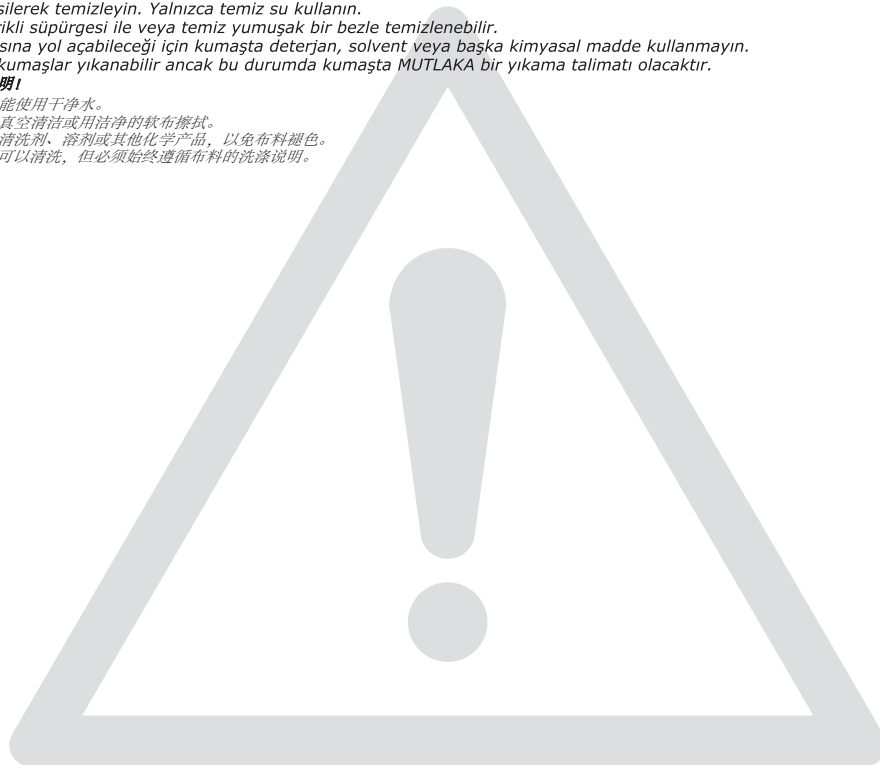 silerek temizleyin. Yalnızca temiz su kullanın.
rikli süpürgesi ile veya temiz yumuşak bir bezle temizlenebilir.
sına yol açabileceği için kumaşta deterjan, solvent veya başka kimyasal madde kullanmayın.
kumaşlar yıkanabilir ancak bu durumda kumaşta MUTLAKA bir yıkama talimatı olacaktır.
明!
能使用干净水。
真空清洁或用洁净的软布擦拭。
清洗剂、溶剂或其他化学产品，以免布料褪色。
可以清洗，但必须始终遵循布料的洗涤说明。